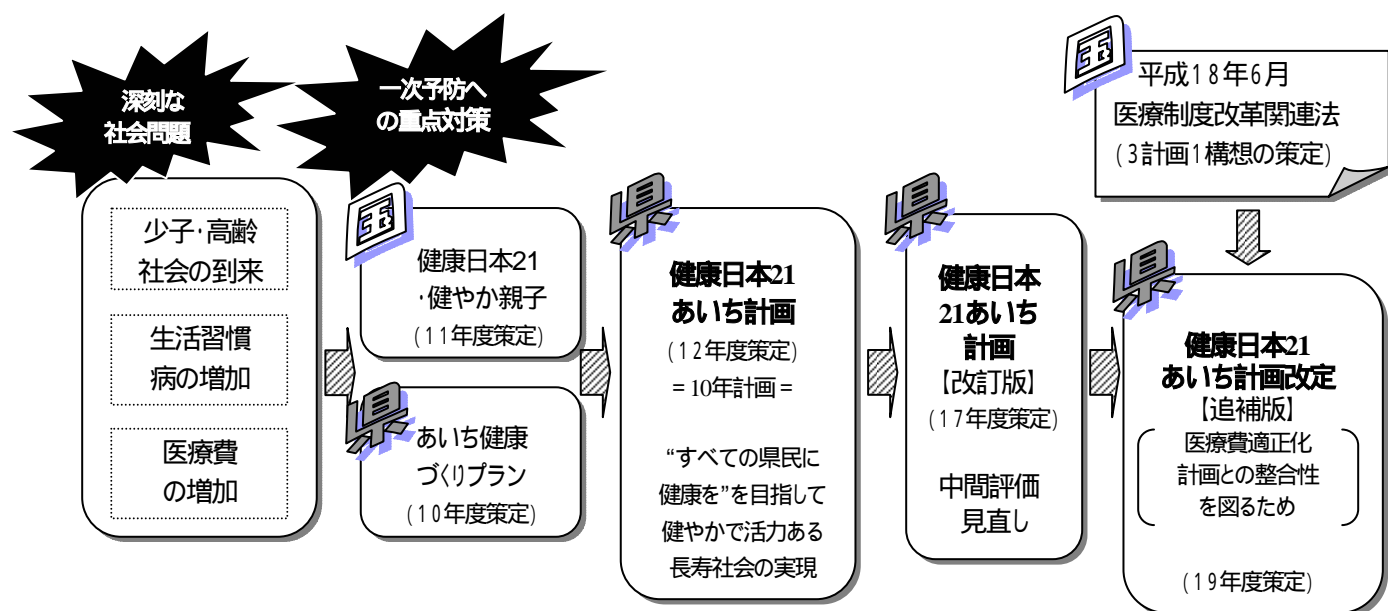 深刻な
社会問題
少子・高齢
社会の到来
生活習慣
病の増加
医療費
の増加
一次予防へ
の重点対策
国
健康日本21
・健やか親子
(11年度策定)
県
あいち健康
づくりプラン
(10年度策定)
県
健康日本21
あいち計画
(12年度策定)
= 10年計画 =
“すべての県民に
健康を”を目指して
健やかで活力ある
長寿社会の実現
県
健康日本
21あいち
計画
【改訂版】
(17年度策定)
中間評価
見直し
国
平成18年6月
医療制度改革関連法
(3計画1構想の策定)
県
健康日本21
あいち計画改定
【追補版】
医療費適正化
計画との整合性
を図るため
(19年度策定)